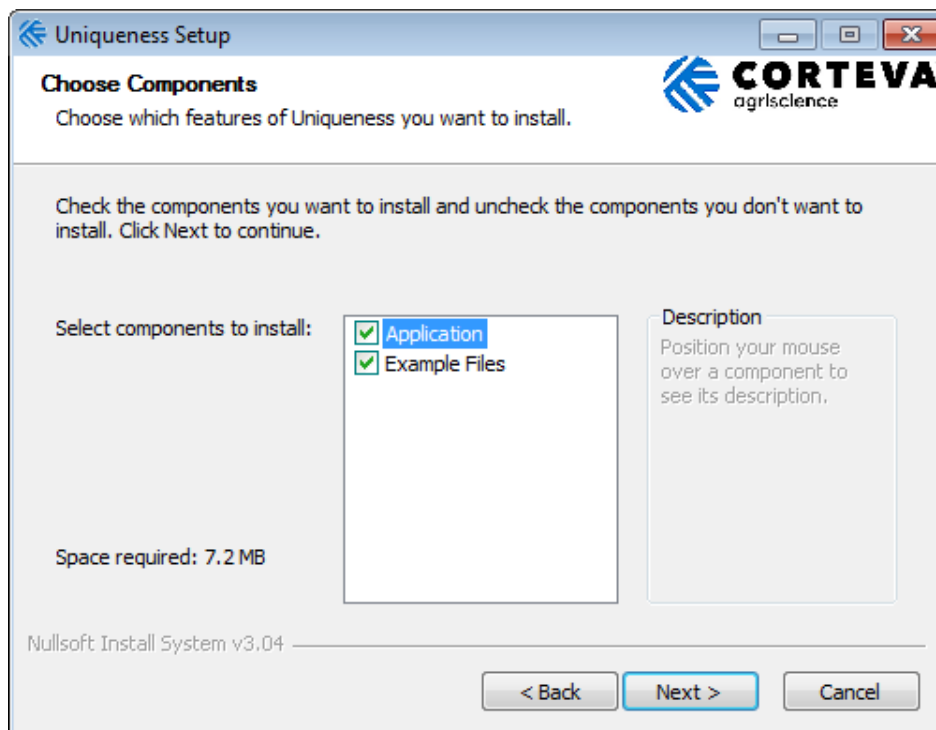 Uniqueness Setup
Choose Components
Choose which features of Uniqueness you want to install.
CORTEVA
agriscience
Check the components you want to install and uncheck the components you don't want to
install. Click Next to continue.
Select components to install:
Application
Example Files
Description
Position your mouse
over a component to
see its description.
Space required: 7.2 MB
Nullsoft Install System v3.04
< Back
Next >
Cancel